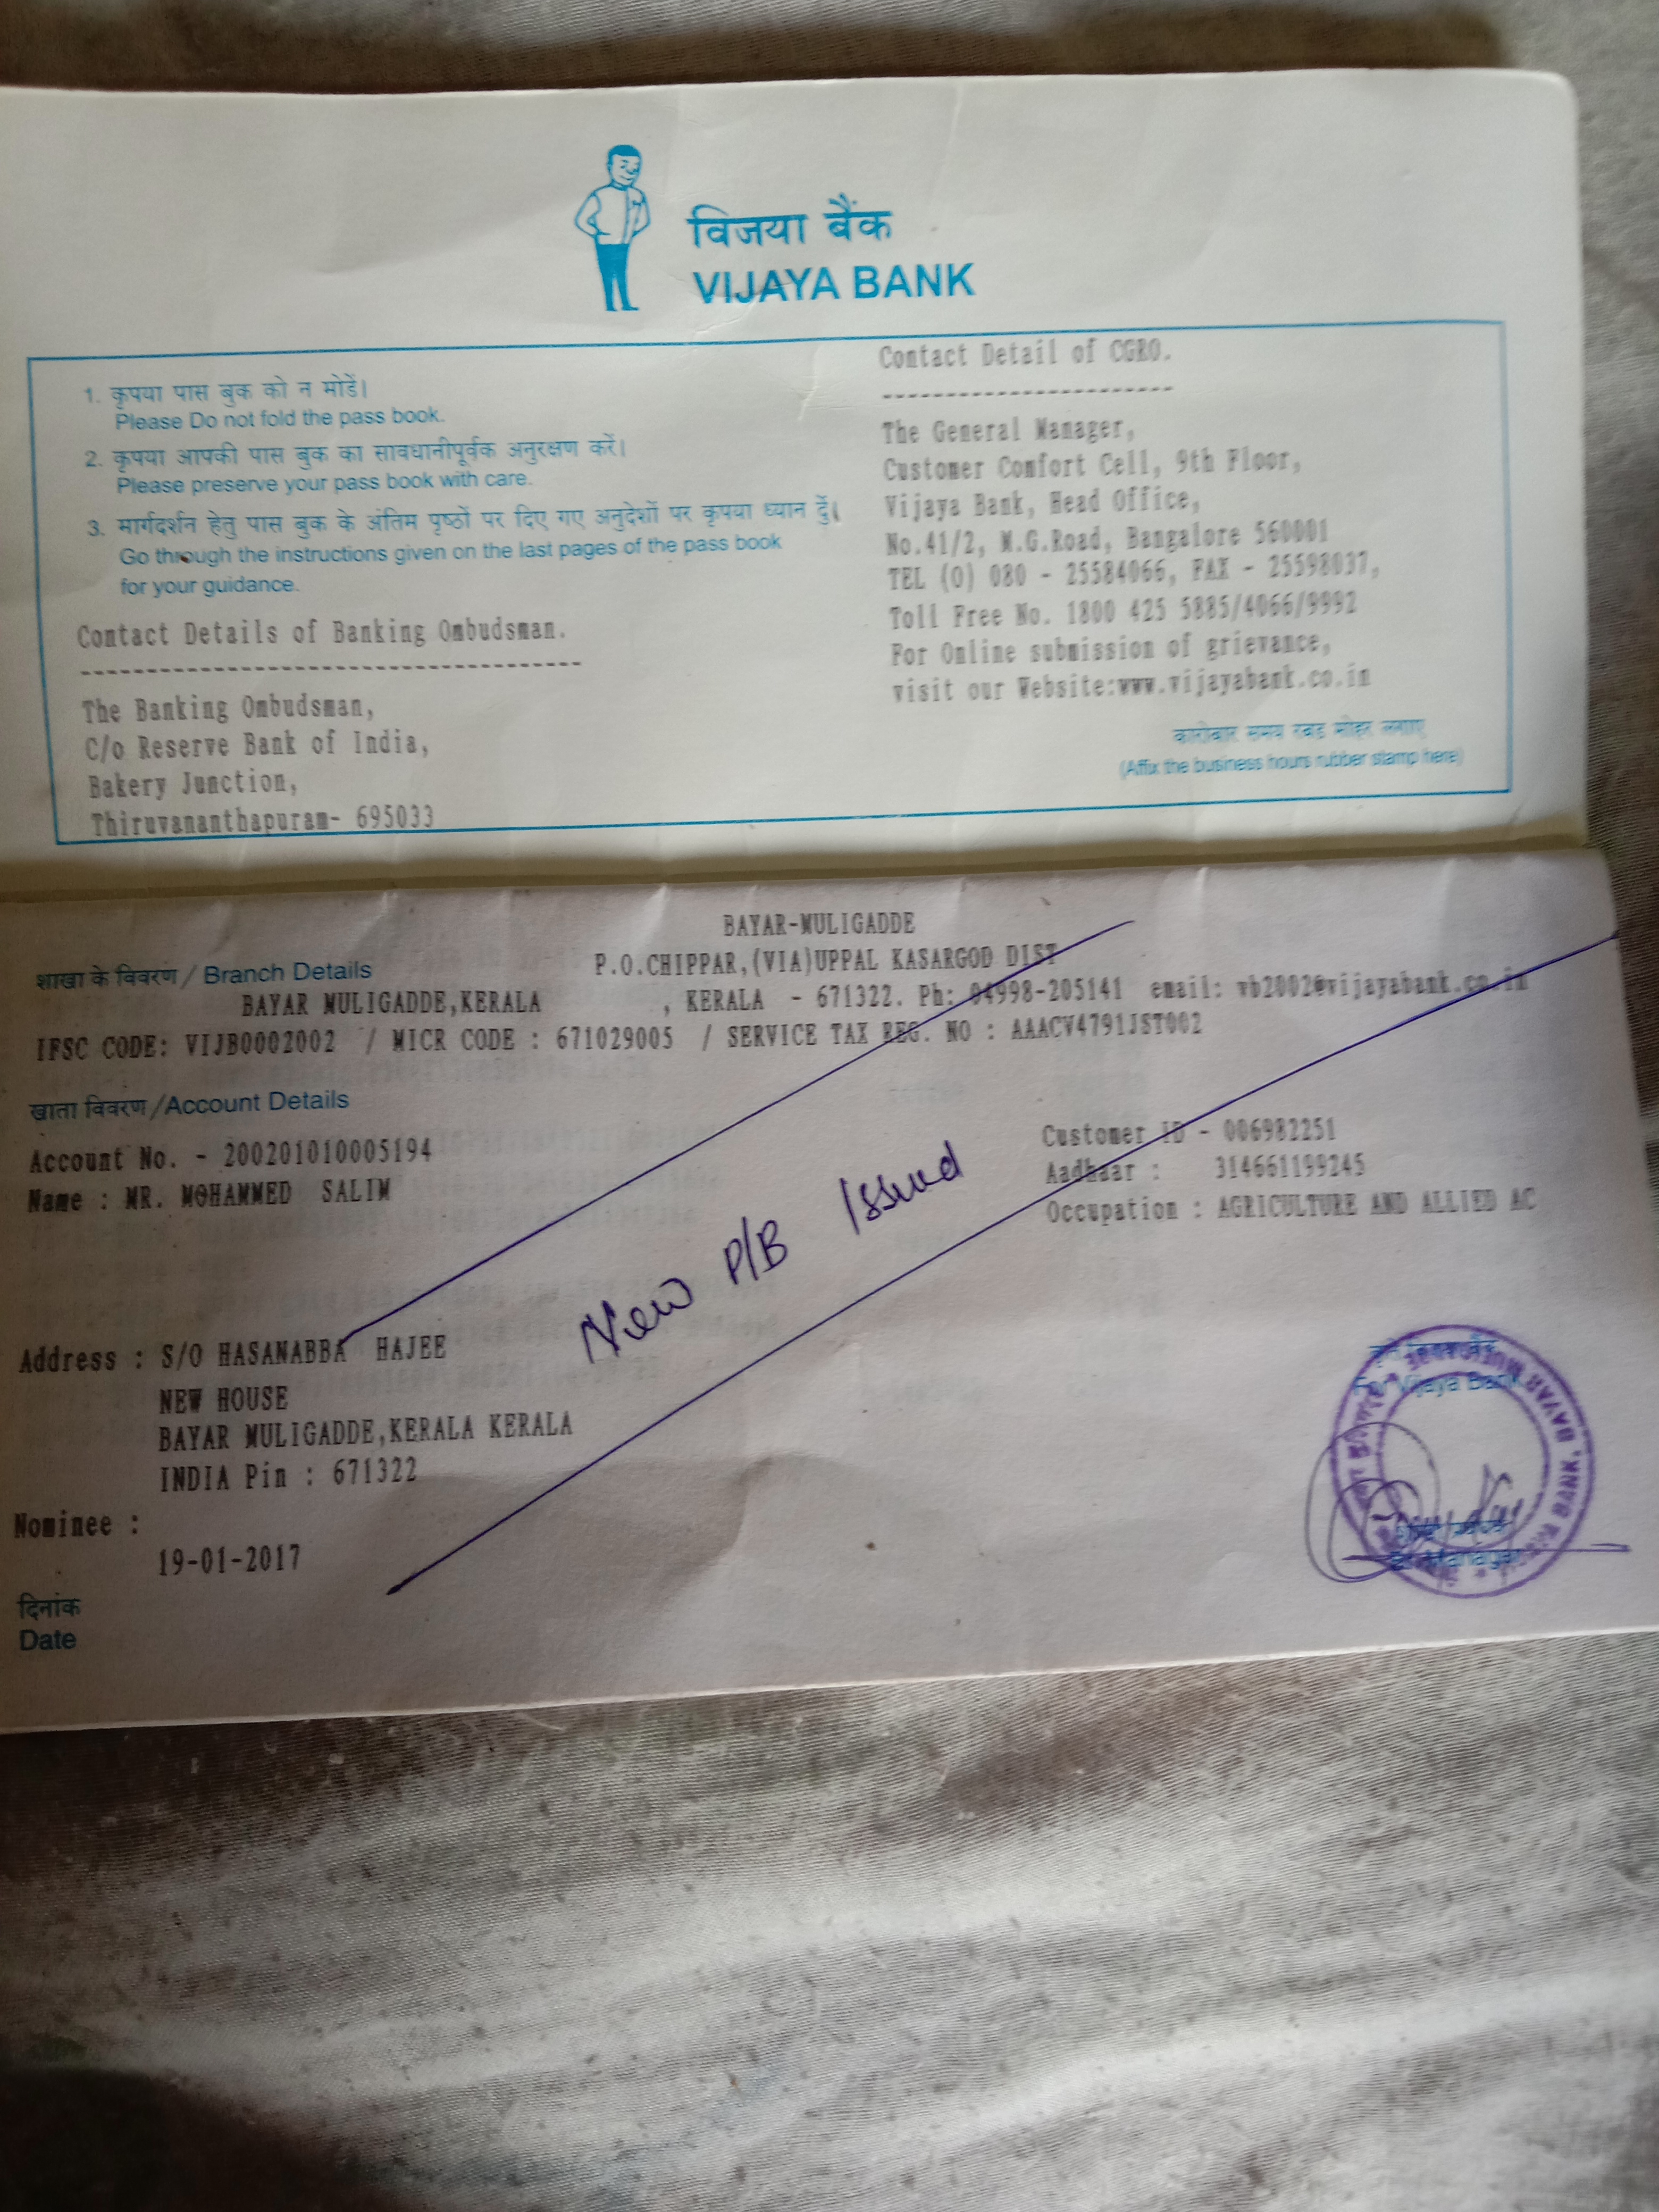 विजया बैंक
VIJAYA BANK
1. कृपया पास बुक को न मोडें।
Please Do not fold the pass book.
2. कृपया आपकी पास बुक का सावधानीपूर्वक अनुरक्षण करें।
Please preserve your pass book with care.
3. मार्गदर्शन हेतु पास बुक के अंतिम पृष्ठों पर दिए गए अनुदेशों पर कृपया ध्यान दें।
Go through the instructions given on the last pages of the pass book
for your guidance.
Contact Details of Banking Ombudsman.
--------------------------------------
The Banking Ombudsman,
C/o Reserve Bank of India,
Bakery Junction,
Thiruvananthapuram- 695033
Contact Detail of CGRO.
----------------------
The General Manager,
Customer Comfort Cell, 9th Floor,
Vijaya Bank, Head Office,
No.41/2, M.G.Road, Bangalore 560001
TEL (O) 080 - 25584066, FAX - 25598037,
Toll Free No. 1800 425 5885/4066/9992
For Online submission of grievance,
visit our Website:www.vijayabank.co.in
कारोबार समय रबड मोहर लगाए
(Affix the business hours rubber stamp here)
BAYAR-MULIGADDE
शाखा के विवरण / Branch Details P.O.CHIPPAR,(VIA)UPPAL KASARGOD DIST
BAYAR MULIGADDE,KERALA , KERALA - 671322. Ph: 04998-205141 email: vb2002@vijayabank.co.in
IFSC CODE: VIJB0002002 / MICR CODE : 671029005 / SERVICE TAX REG. NO : AAACV4791JST002
खाता विवरण/Account Details
Account No. - 200201010005194
Name : MR. MOHAMMED SALIM
Customer ID - 006982251
Aadhaar : 314661199245
Occupation : AGRICULTURE AND ALLIED AC
New P/B Issued
Address : S/O HASANABBA HAJEE
NEW HOUSE
BAYAR MULIGADDE,KERALA KERALA
INDIA Pin : 671322
Nominee :
19-01-2017
दिनांक
Date
For Vijaya Bank
Manager